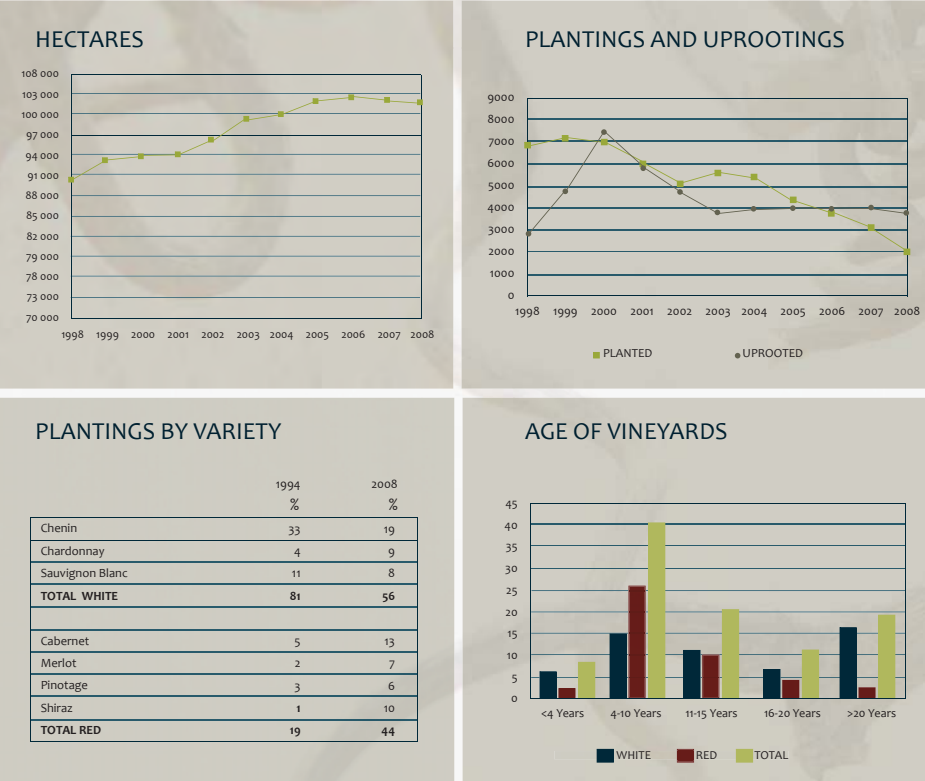 HECTARES
108 000
103 000
100 000
97 000
94 000
91 000
88 000
85 000
82 000
79 000
78 000
73 000
70 000
1998 1999 2000 2001 2002 2003 2004 2005 2006 2007 2008
PLANTINGS AND UPROOTINGS
9000
8000
7000
6000
5000
4000
3000
2000
1000
0
1998 1999 2000 2001 2002 2003 2004 2005 2006 2007 2008
PLANTED UPROOTED
PLANTINGS BY VARIETY
1994 2008
% %
Chenin 33 19
Chardonnay 4 9
Sauvignon Blanc 11 8
TOTAL WHITE 81 56
Cabernet 5 13
Merlot 2 7
Pinotage 3 6
Shiraz 1 10
TOTAL RED 19 44
AGE OF VINEYARDS
45
40
35
30
25
20
15
10
5
0
<4 Years 4-10 Years 11-15 Years 16-20 Years >20 Years
WHITE RED TOTAL